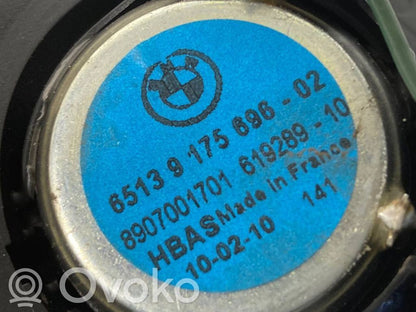 6513 9 175 696 - 02
8907001701 619289 - 10
HBAS Made in France
10-02-10 141
Ovoko